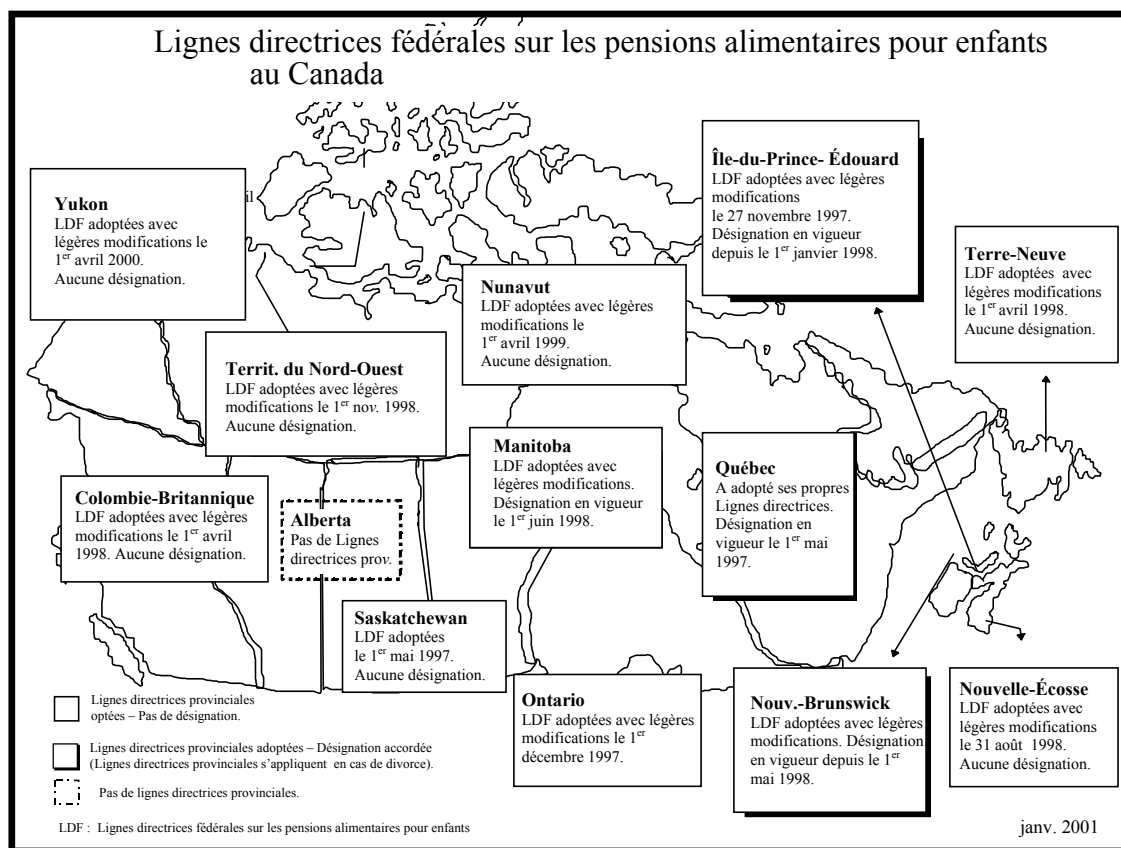 Lignes directrices fédérales sur les pensions alimentaires pour enfants
au Canada
Yukon
LDF adoptées avec
légères modifications le
1er avril 2000.
Aucune désignation.
il
Territ. du Nord-Ouest
LDF adoptées avec légères
modifications le 1er nov. 1998.
Aucune désignation.
Nunavut
LDF adoptées avec légères
modifications le
1er avril 1999.
Aucune désignation.
Île-du-Prince- Édouard
LDF adoptées avec légères
modifications
le 27 novembre 1997.
Désignation en vigueur
depuis le 1er janvier 1998.
Terre-Neuve
LDF adoptées avec
légères modifications
le 1er avril 1998.
Aucune désignation.
Colombie-Britannique
LDF adoptées avec légères
modifications le 1er avril
1998. Aucune désignation.
Alberta
Pas de Lignes
directrices prov.
Saskatchewan
LDF adoptées
le 1er mai 1997.
Aucune désignation.
Manitoba
LDF adoptées avec
légères modifications.
Désignation en vigueur
le 1er juin 1998.
Québec
A adopté ses propres
Lignes directrices.
Désignation en
vigueur le 1er mai
1997.
Ontario
LDF adoptées avec légères
modifications le 1er
décembre 1997.
Nouv.-Brunswick
LDF adoptées avec légères
modifications. Désignation
en vigueur depuis le 1er
mai 1998.
Nouvelle-Écosse
LDF adoptées avec
légères modifications
le 31 août 1998.
Aucune désignation.
Lignes directrices provinciales
optées – Pas de désignation.
Lignes directrices provinciales adoptées – Désignation accordée
(Lignes directrices provinciales s'appliquent en cas de divorce).
Pas de lignes directrices provinciales.
LDF : Lignes directrices fédérales sur les pensions alimentaires pour enfants
janv. 2001